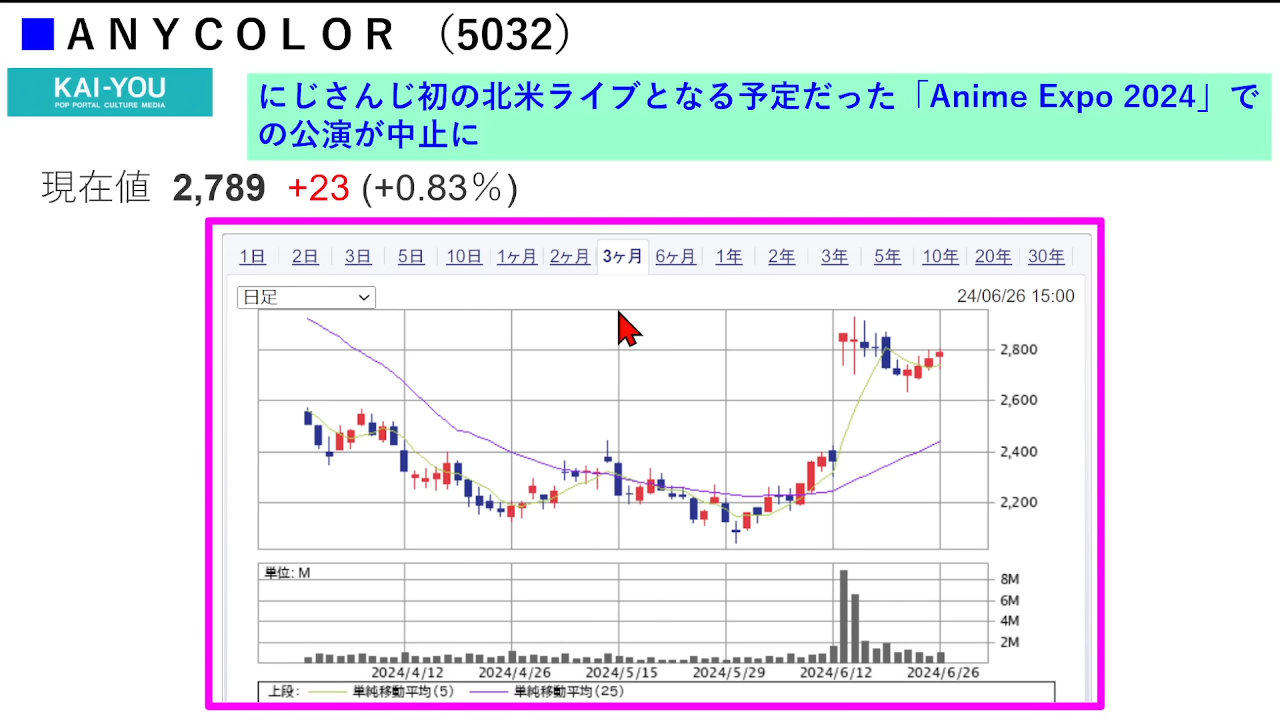 ■ＡＮＹＣＯＬＯＲ（5032）
KAI-YOU
POP PORTAL CULTURE MEDIA
にじさんじ初の北米ライブとなる予定だった「Anime Expo 2024」で
の公演が中止に
現在値 2,789 +23 (+0.83％)
1日 2日 3日 5日 10日 1ヶ月 2ヶ月 3ヶ月 6ヶ月 1年 2年 3年 5年 10年 20年 30年
日足
24/06/26 15:00
2,800
2,600
2,400
2,200
単位: M
8M
6M
4M
2M
2024/4/12 2024/4/26 2024/5/15 2024/5/29 2024/6/12 2024/6/26
上段: 単純移動平均(5) 単純移動平均(25)